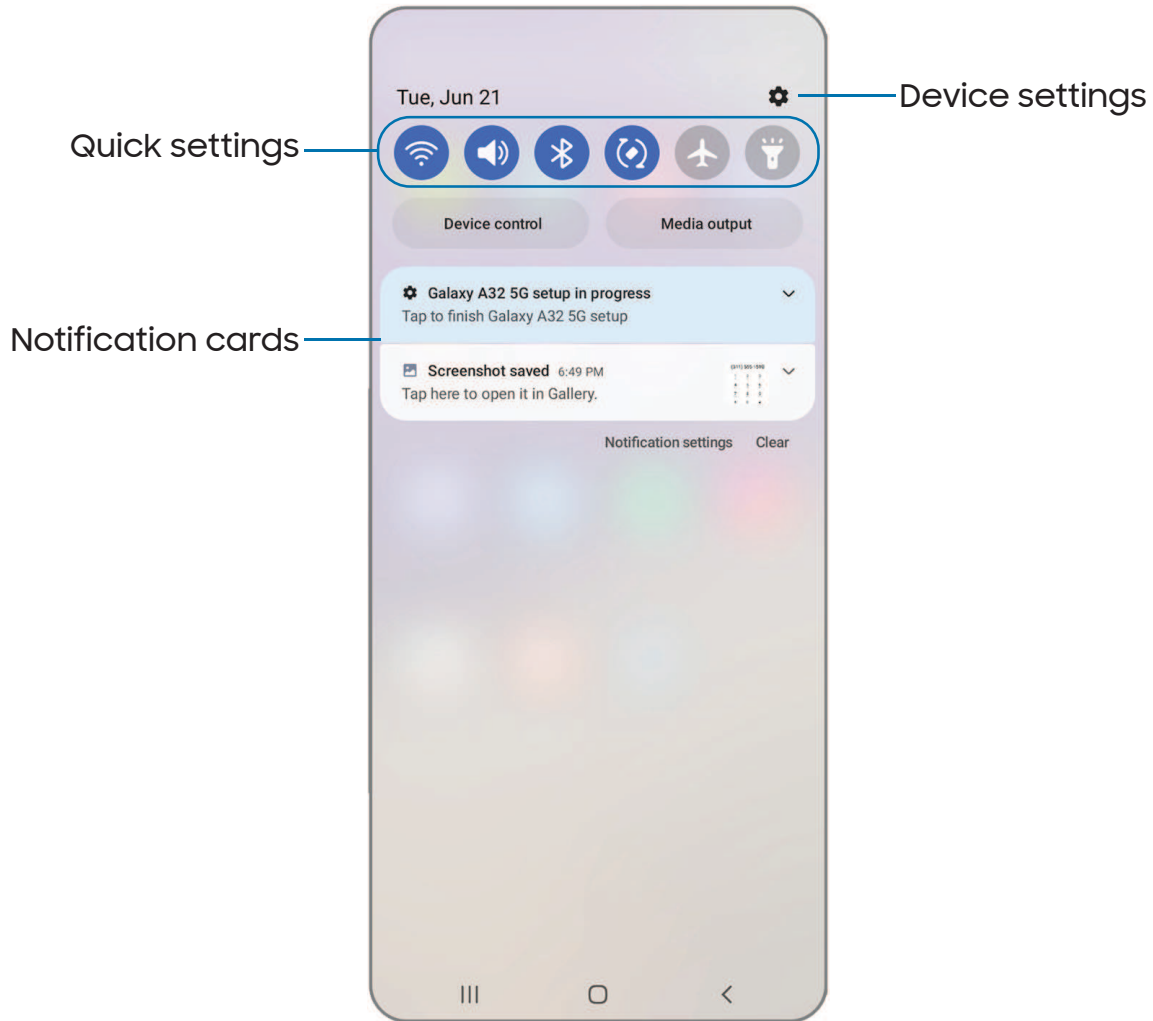 Tue, Jun 21
Device settings
Quick settings
Device control
Media output
Galaxy A32 5G setup in progress
Tap to finish Galaxy A32 5G setup
Notification cards
Screenshot saved 6:49 PM
Tap here to open it in Gallery.
Notification settings
Clear